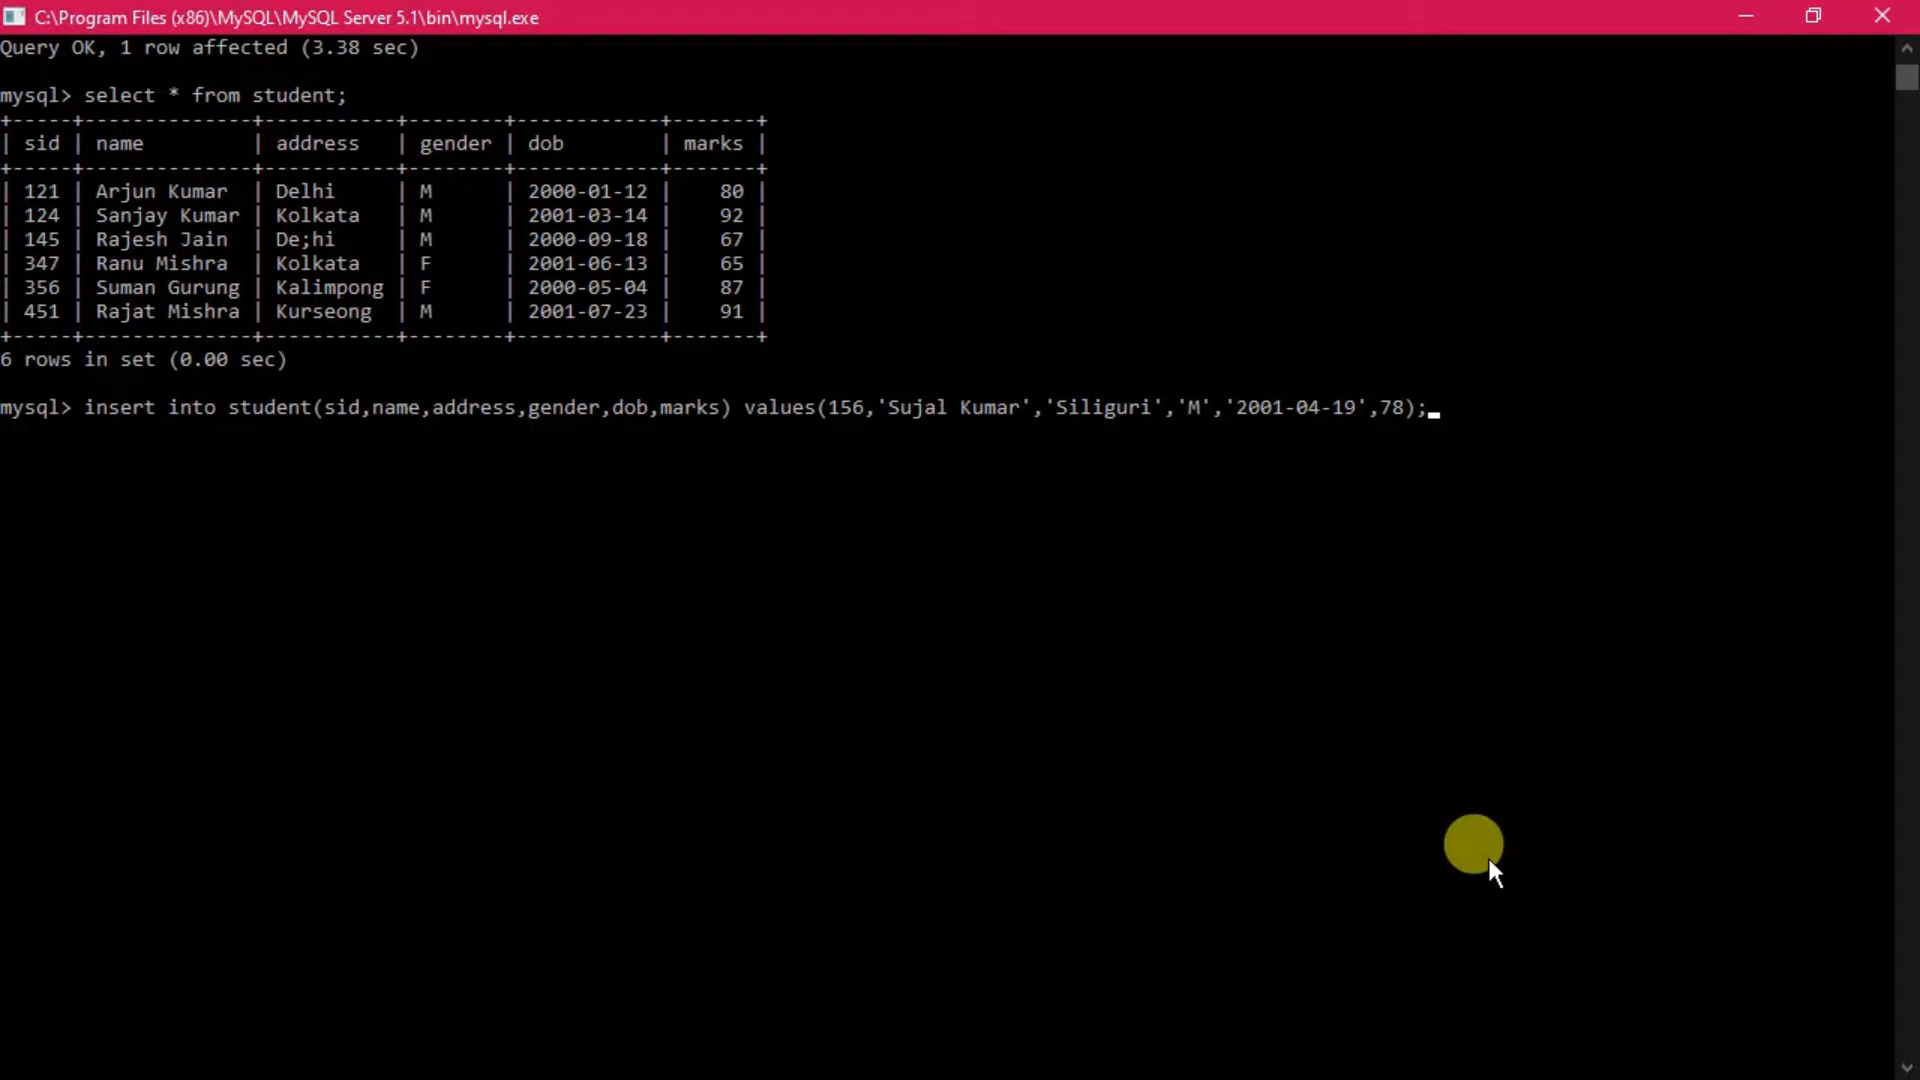 C:\Program Files (x86)\MySQL\MySQL Server 5.1\bin\mysql.exe
Query OK, 1 row affected (3.38 sec)
mysql> select * from student;
+-----+--------------+-----------+--------+------------+-------+
| sid | name         | address   | gender | dob        | marks |
+-----+--------------+-----------+--------+------------+-------+
| 121 | Arjun Kumar  | Delhi     | M      | 2000-01-12 |    80 |
| 124 | Sanjay Kumar | Kolkata   | M      | 2001-03-14 |    92 |
| 145 | Rajesh Jain  | De;hi     | M      | 2000-09-18 |    67 |
| 347 | Ranu Mishra  | Kolkata   | F      | 2001-06-13 |    65 |
| 356 | Suman Gurung | Kalimpong | F      | 2000-05-04 |    87 |
| 451 | Rajat Mishra | Kurseong  | M      | 2001-07-23 |    91 |
+-----+--------------+-----------+--------+------------+-------+
6 rows in set (0.00 sec)
mysql> insert into student(sid,name,address,gender,dob,marks) values(156,'Sujal Kumar','Siliguri','M','2001-04-19',78);